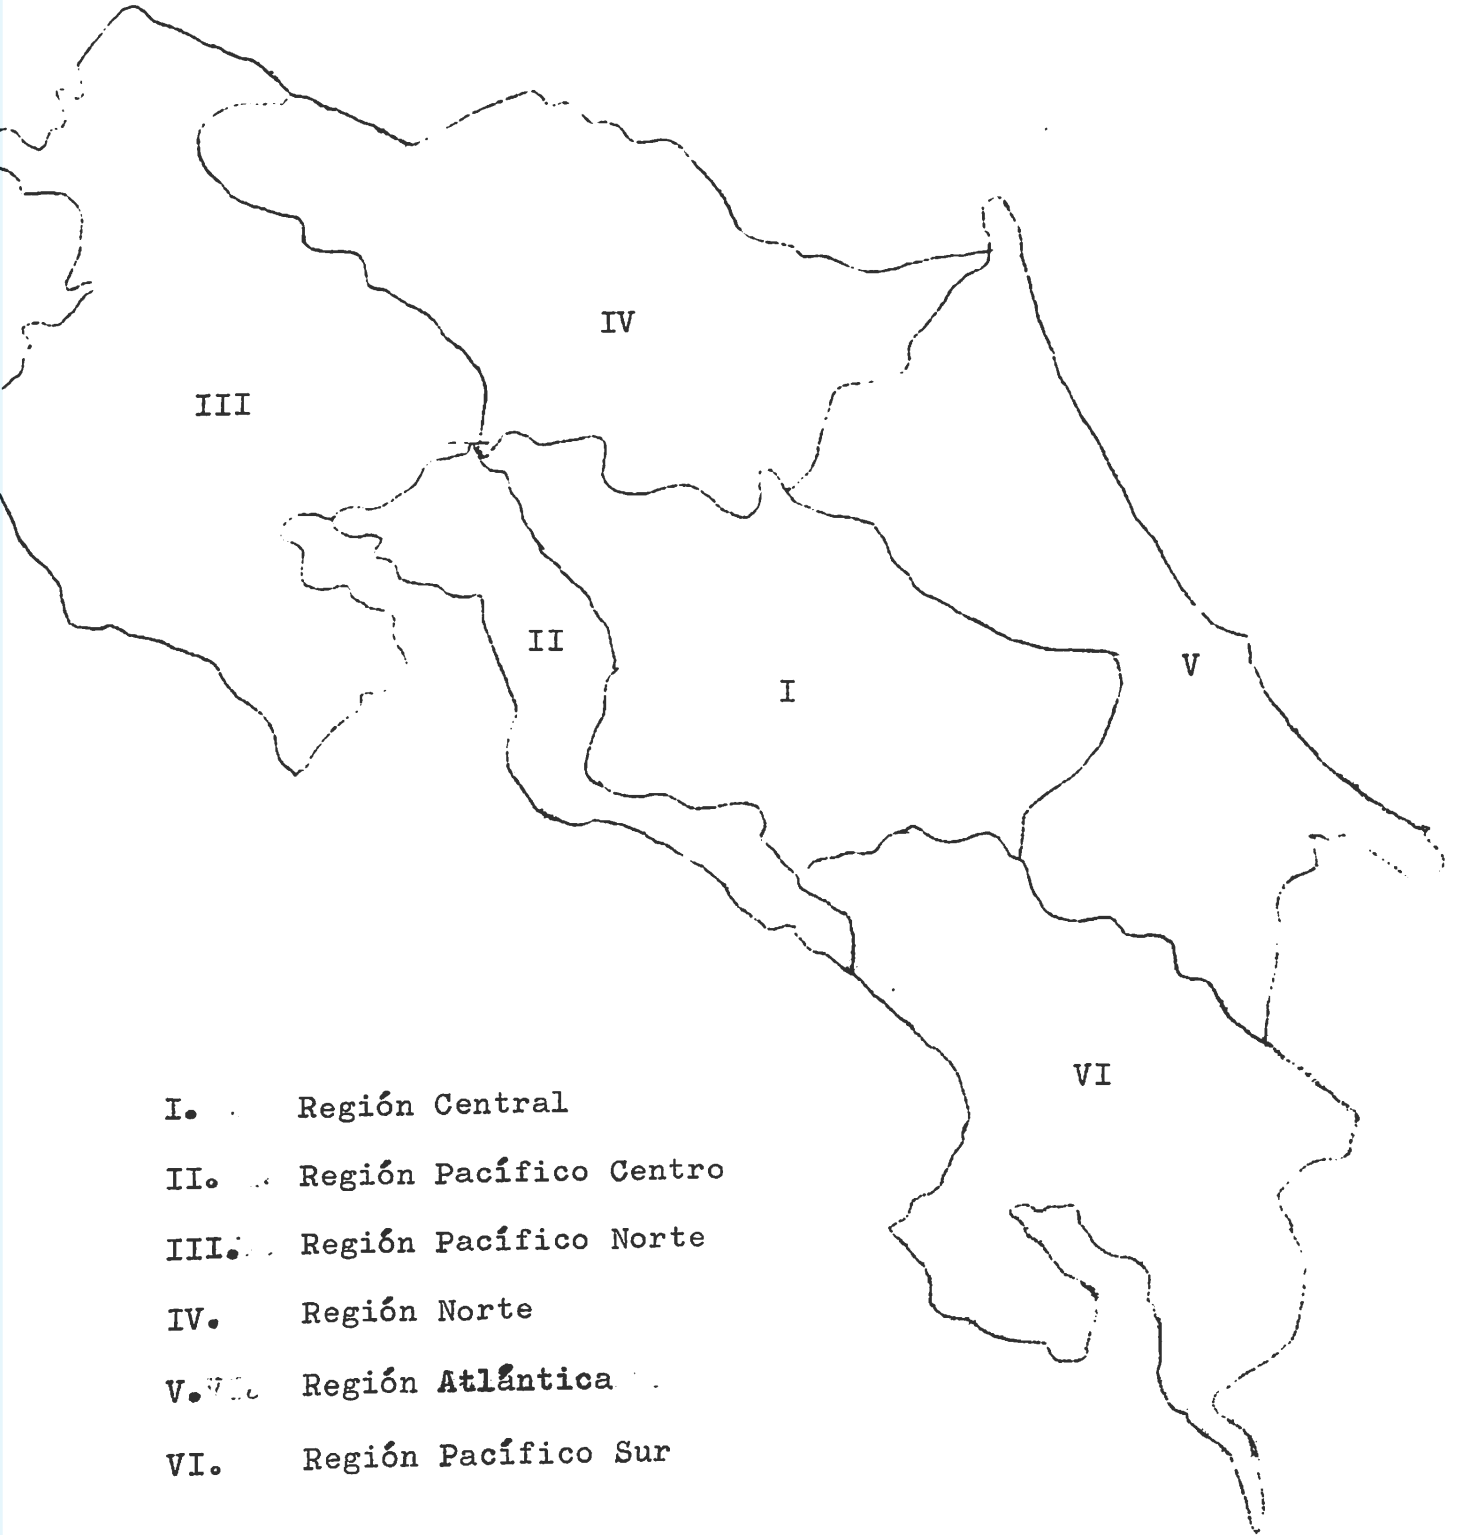 IV
III
II
I
V
VI
I. Región Central
II. Región Pacífico Centro
III. Región Pacífico Norte
IV. Región Norte
V. Región Atlántica
VI. Región Pacífico Sur